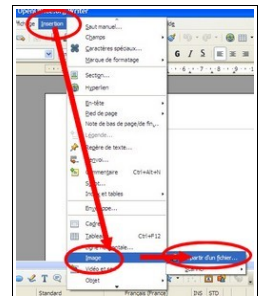 Insertion
Saut manuel...
Champs
Caractères spéciaux...
Marque de formatage
G I S
Section...
Hyperlien
En-tête
Pied de page
Note de bas de page/de fin...
Légende...
Repère de texte...
Renvoi...
Commentaire Ctrl+Alt+N
Script...
Index et tables
Enveloppe...
Cadre
Tableau Ctrl+F12
Image
partir d'un fichier...
Vidéo et son
Objet
Standard Français (France) INS STD